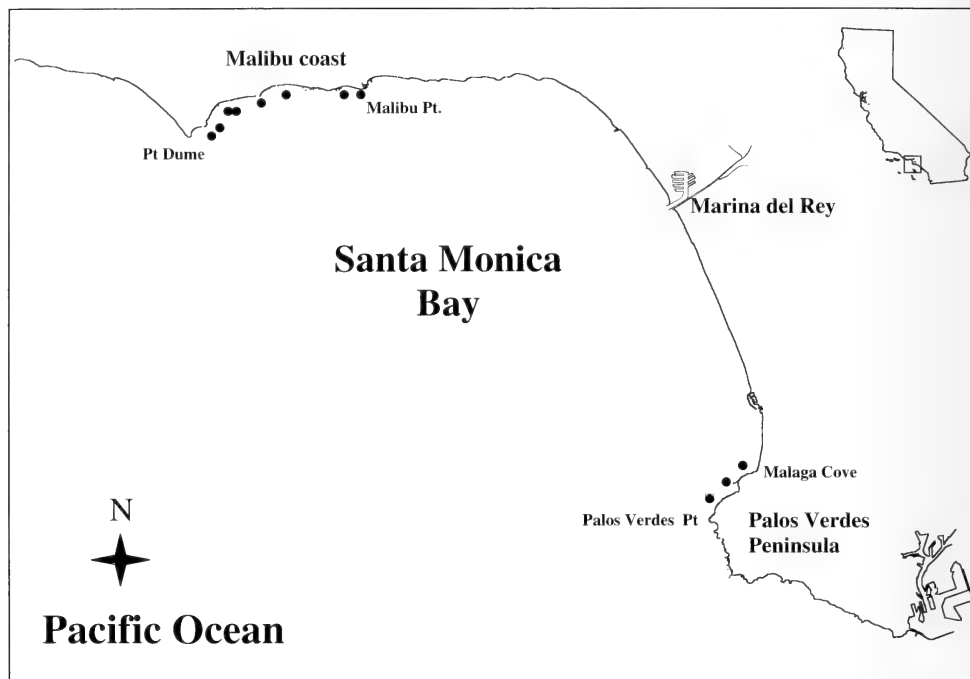 Malibu coast
Malibu Pt.
Pt Dume
Marina del Rey
Santa Monica
Bay
Malaga Cove
Palos Verdes Pt
Palos Verdes
Peninsula
N
Pacific Ocean